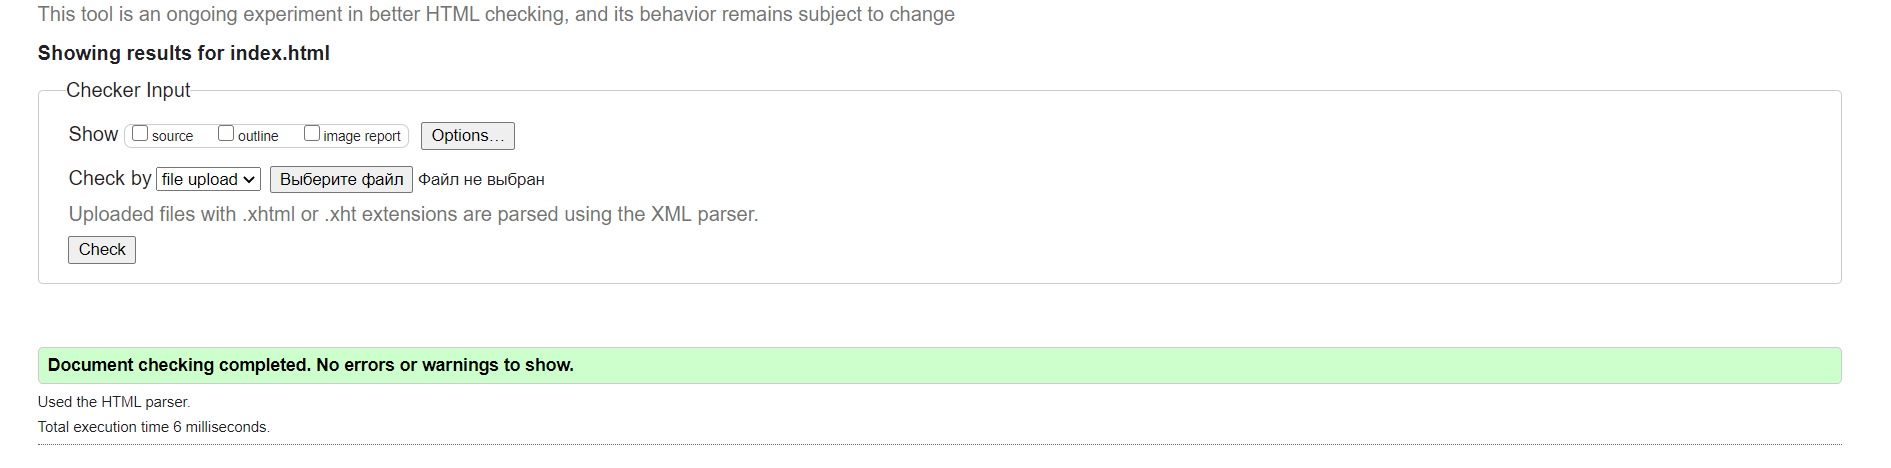 This tool is an ongoing experiment in better HTML checking, and its behavior remains subject to change
Showing results for index.html
Checker Input
Show source outline image report Options...
Check by file upload Выберите файл Файл не выбран
Uploaded files with .xhtml or .xht extensions are parsed using the XML parser.
Check
Document checking completed. No errors or warnings to show.
Used the HTML parser.
Total execution time 6 milliseconds.